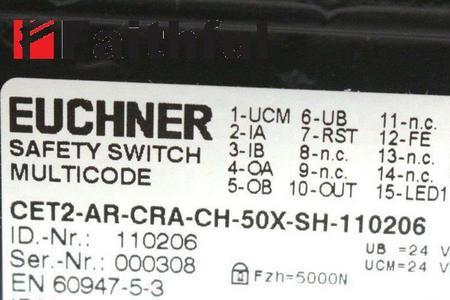 Faithful
EUCHNER
SAFETY SWITCH
MULTICODE
1-UCM 6-UB 11-n.c.
2-IA 7-RST 12-FE
3-IB 8-n.c. 13-n.c.
4-OA 9-n.c. 14-n.c.
5-OB 10-OUT 15-LED1
CET2-AR-CRA-CH-50X-SH-110206
ID.-Nr.: 110206
UB =24 V
Ser.-Nr.: 000308
Fzh=5000N
UCM=24 V
EN 60947-5-3